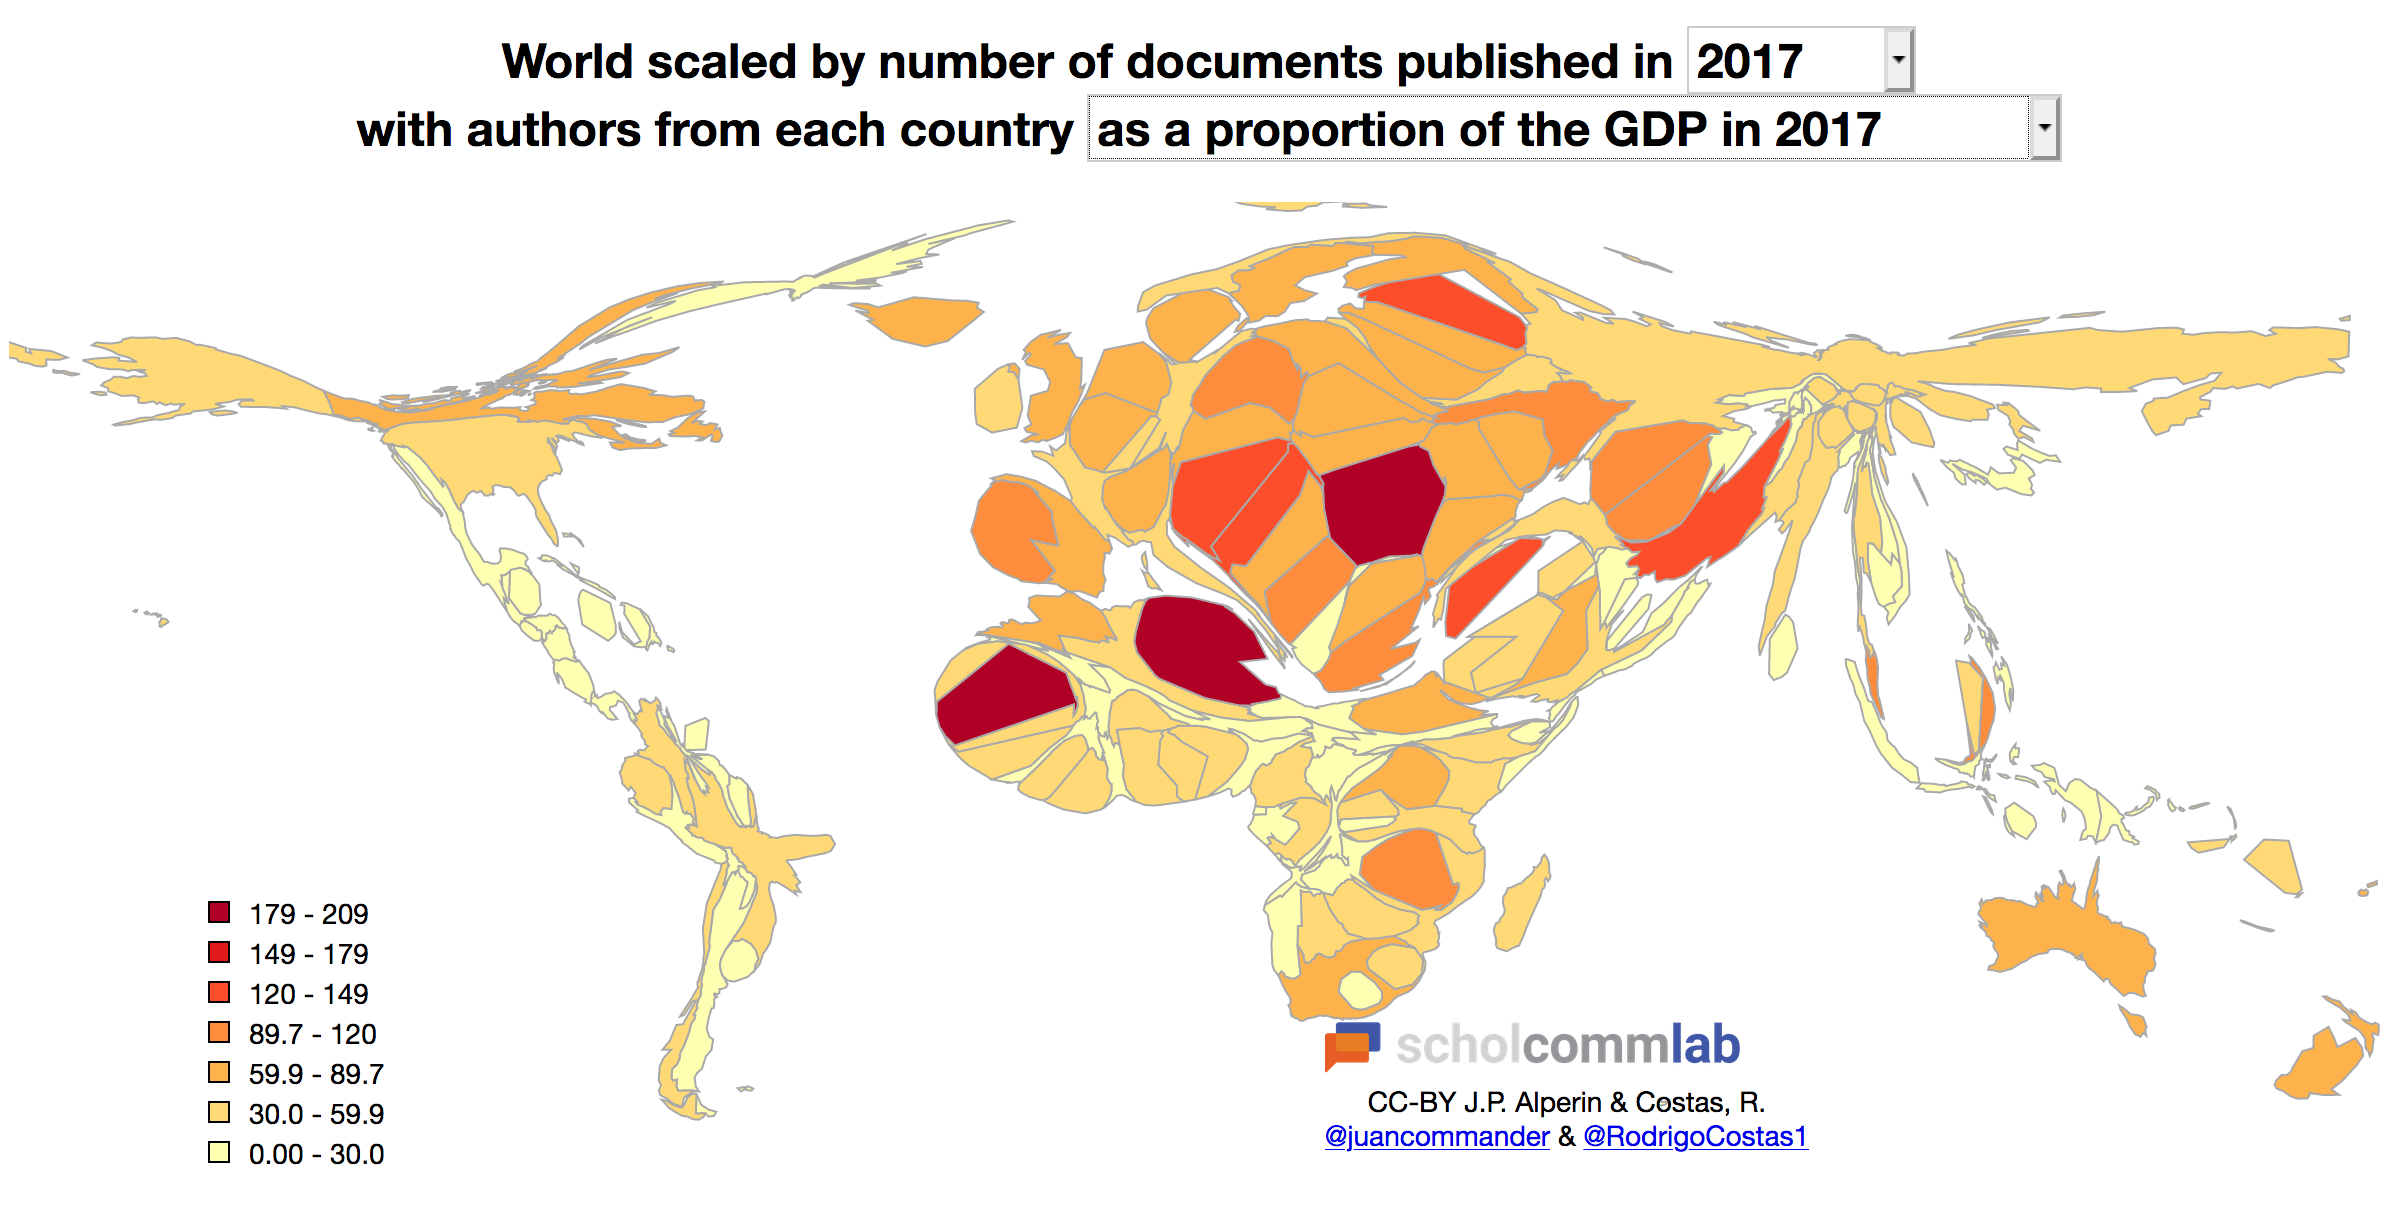 World scaled by number of documents published in 2017
with authors from each country as a proportion of the GDP in 2017
179 - 209
149 - 179
120 - 149
89.7 - 120
59.9 - 89.7
30.0 - 59.9
0.00 - 30.0
scholcommlab
CC-BY J.P. Alperin & Costas, R.
@juancommander & @RodrigoCostas1